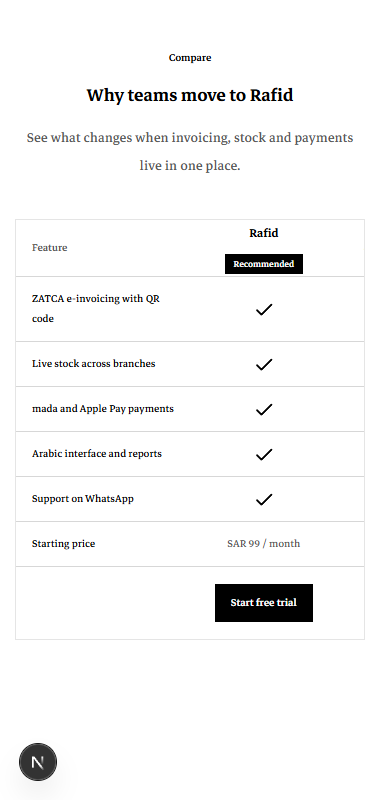 Compare
Why teams move to Rafid
See what changes when invoicing, stock and payments
live in one place.
Feature
Rafid
Recommended
ZATCA e-invoicing with QR
code
Live stock across branches
mada and Apple Pay payments
Arabic interface and reports
Support on WhatsApp
Starting price
SAR 99 / month
Start free trial
N